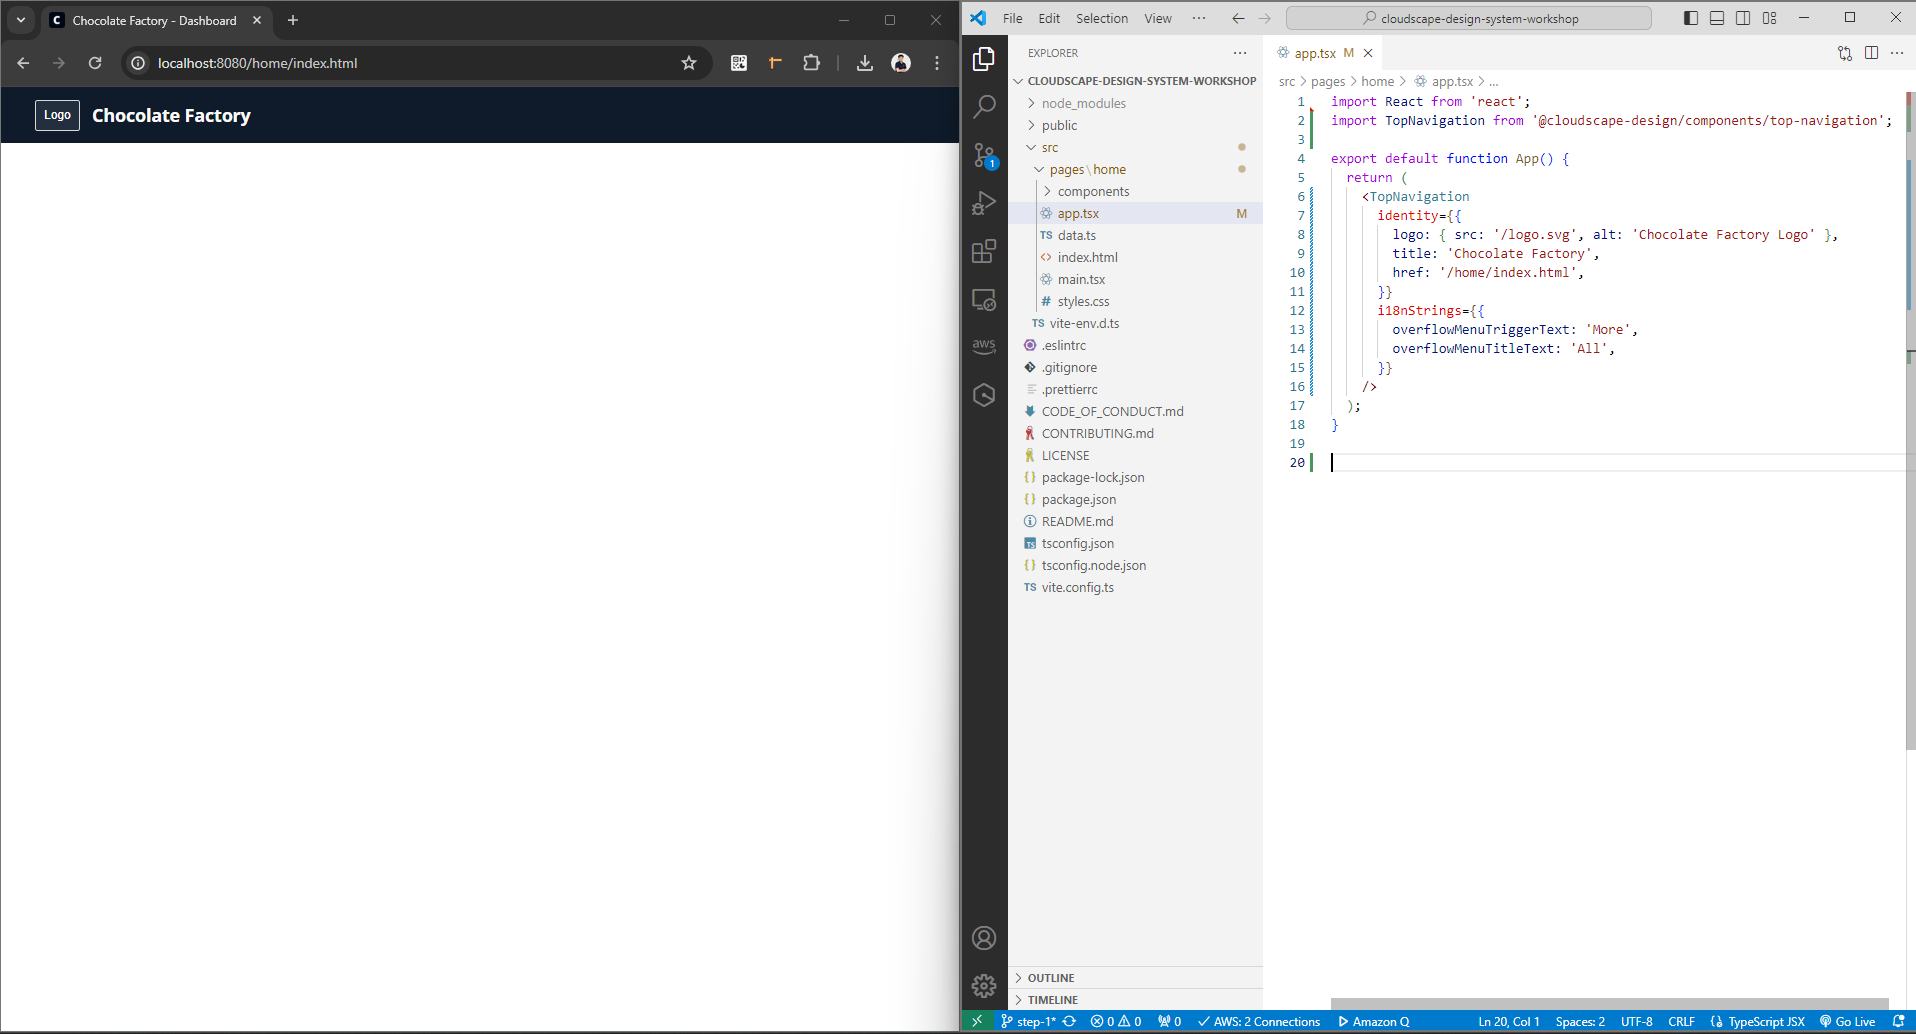 Chocolate Factory - Dashboard
localhost:8080/home/index.html
Logo
Chocolate Factory
File Edit Selection View
cloudscape-design-system-workshop
EXPLORER
CLOUDSCAPE-DESIGN-SYSTEM-WORKSHOP
node_modules
public
src
pages\home
components
app.tsx M
TS data.ts
<> index.html
main.tsx
# styles.css
TS vite-env.d.ts
.eslintrc
.gitignore
.prettierrc
CODE_OF_CONDUCT.md
CONTRIBUTING.md
LICENSE
{} package-lock.json
{} package.json
README.md
TS tsconfig.json
{} tsconfig.node.json
TS vite.config.ts
OUTLINE
TIMELINE
1
aws
app.tsx M
src > pages > home > app.tsx > ...
1 import React from 'react';
2 import TopNavigation from '@cloudscape-design/components/top-navigation';
3
4 export default function App() {
5 return (
6 <TopNavigation
7 identity={{
8 logo: { src: '/logo.svg', alt: 'Chocolate Factory Logo' },
9 title: 'Chocolate Factory',
10 href: '/home/index.html',
11 }}
12 i18nStrings={{
13 overflowMenuTriggerText: 'More',
14 overflowMenuTitleText: 'All',
15 }}
16 />
17 );
18 }
19
20
step-1* 0 0 0 AWS: 2 Connections Amazon Q Ln 20, Col 1 Spaces: 2 UTF-8 CRLF {} TypeScript JSX Go Live